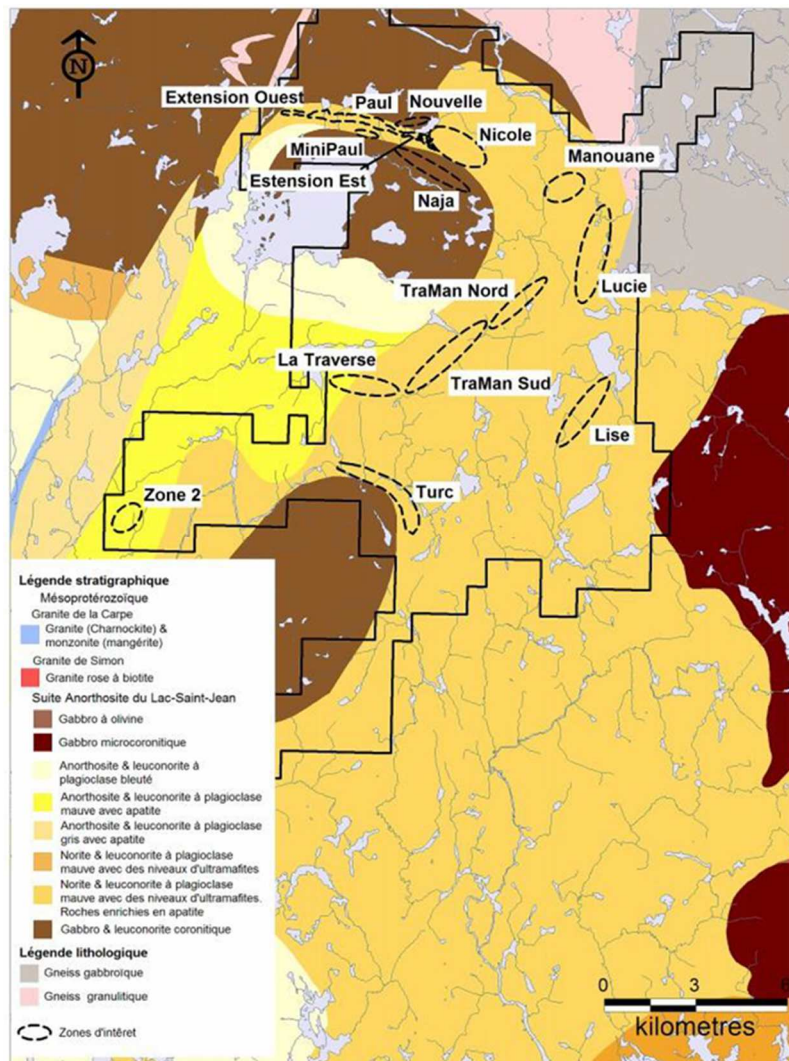 N
Extension Ouest
Paul
Nouvelle
MiniPaul
Nicole
Manouane
Estension Est
Naja
Lucie
TraMan Nord
La Traverse
TraMan Sud
Lise
Zone 2
Turc
Légende stratigraphique
Mésoprotérozoïque
Granite de la Carpe
Granite (Charnockite) &
monzonite (mangérite)
Granite de Simon
Granite rose à biotite
Suite Anorthosite du Lac-Saint-Jean
Gabbro à olivine
Gabbro microcoronitique
Anorthosite & leuconorite à
plagioclase bleuté
Anorthosite & leuconorite à plagioclase
mauve avec apatite
Anorthosite & leuconorite à plagioclase
gris avec apatite
Norite & leuconorite à plagioclase
mauve avec des niveaux d'ultramafites
Norite & leuconorite à plagioclase
mauve avec des niveaux d'ultramafites.
Roches enrichies en apatite
Gabbro & leuconorite coronitique
Légende lithologique
Gneiss gabbroïque
Gneiss granulitique
Zones d'intéret
0 3 6
kilometres